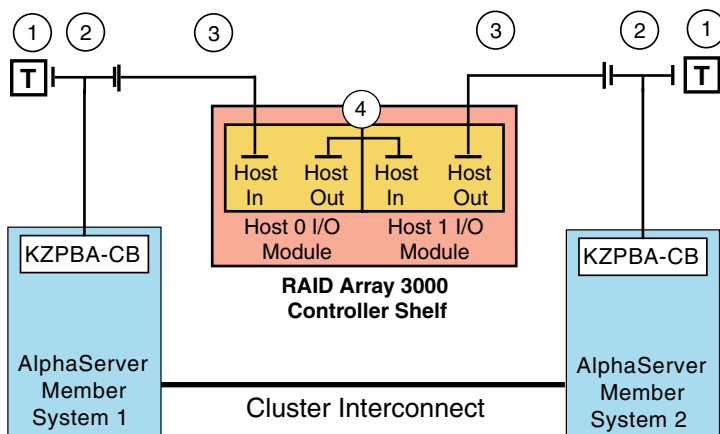 1
2
3
3
2
1
T
T
4
Host In
Host Out
Host In
Host Out
Host 0 I/O Module
Host 1 I/O Module
KZPBA-CB
KZPBA-CB
RAID Array 3000
Controller Shelf
AlphaServer
Member
System 1
Cluster Interconnect
AlphaServer
Member
System 2